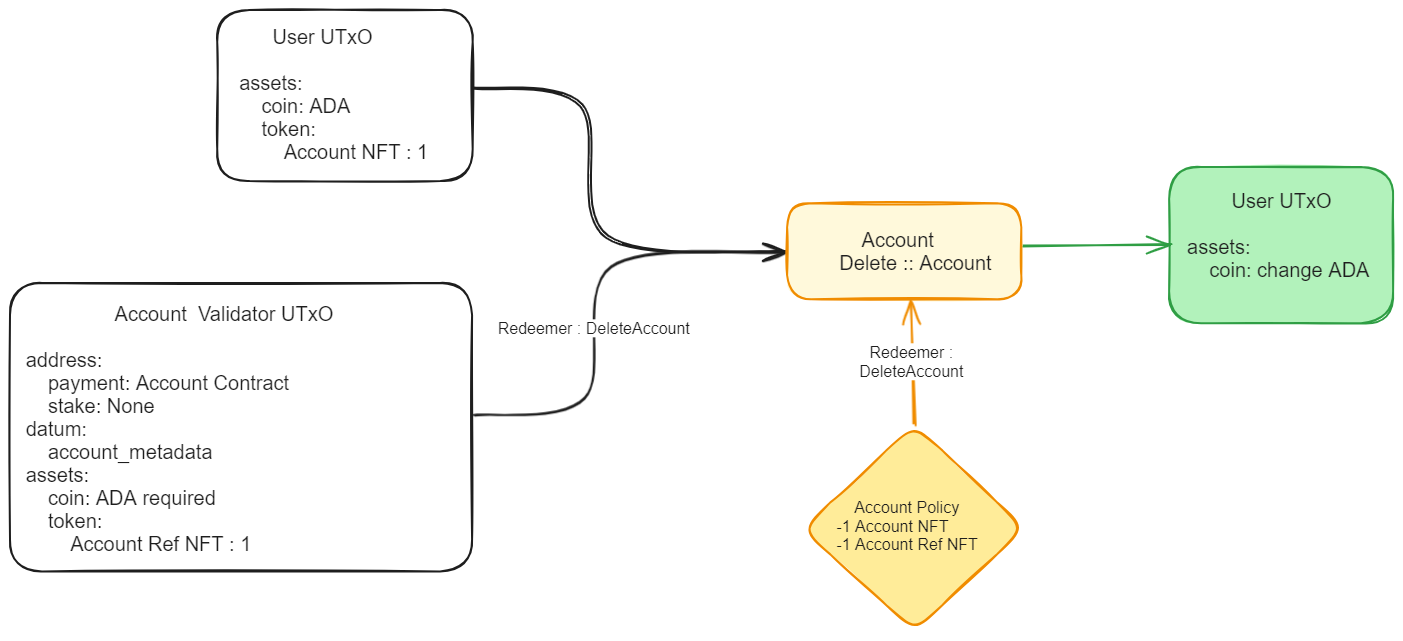 User UTxO
assets:
coin: ADA
token:
Account NFT : 1
Account  Validator UTxO
address:
payment: Account Contract
stake: None
datum:
account_metadata
assets:
coin: ADA required
token:
Account Ref NFT : 1
Redeemer : DeleteAccount
Account
Delete :: Account
Redeemer :
DeleteAccount
Account Policy
-1 Account NFT
-1 Account Ref NFT
User UTxO
assets:
coin: change ADA